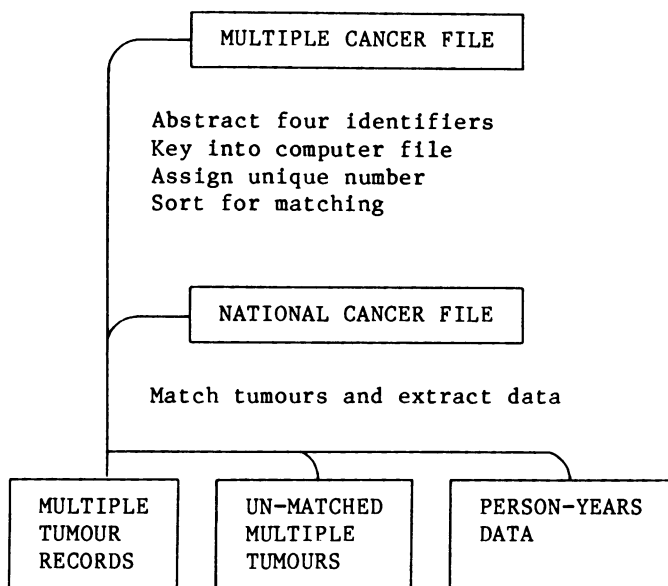 MULTIPLE CANCER FILE
Abstract four identifiers
Key into computer file
Assign unique number
Sort for matching
NATIONAL CANCER FILE
Match tumours and extract data
MULTIPLE
TUMOUR
RECORDS
UN-MATCHED
MULTIPLE
TUMOURS
PERSON-YEARS
DATA